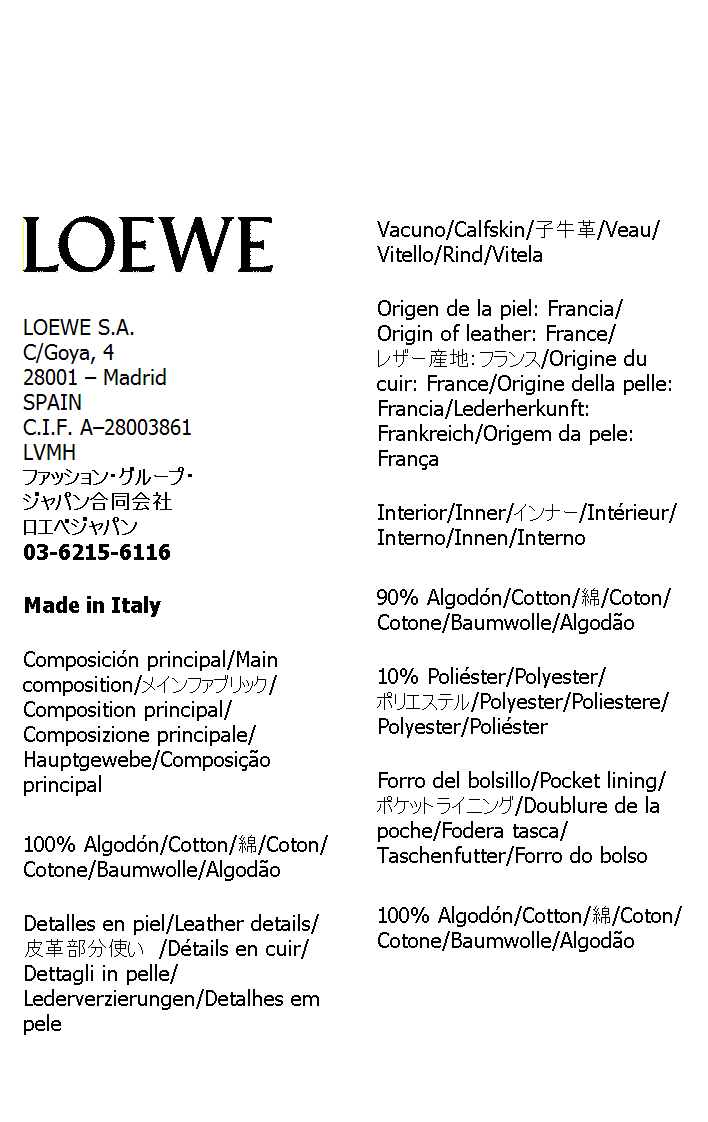 LOEWE
LOEWE S.A.
C/Goya, 4
28001 – Madrid
SPAIN
C.I.F. A–28003861
LVMH
ファッション・グループ・
ジャパン合同会社
ロエベジャパン
03-6215-6116
Made in Italy
Composición principal/Main
composition/メインファブリック/
Composition principal/
Composizione principale/
Hauptgewebe/Composição
principal
100% Algodón/Cotton/綿/Coton/
Cotone/Baumwolle/Algodão
Detalles en piel/Leather details/
皮革部分使い /Détails en cuir/
Dettagli in pelle/
Lederverzierungen/Detalhes em
pele
Vacuno/Calfskin/子牛革/Veau/
Vitello/Rind/Vitela
Origen de la piel: Francia/
Origin of leather: France/
レザー産地：フランス/Origine du
cuir: France/Origine della pelle:
Francia/Lederherkunft:
Frankreich/Origem da pele:
França
Interior/Inner/インナー/Intérieur/
Interno/Innen/Interno
90% Algodón/Cotton/綿/Coton/
Cotone/Baumwolle/Algodão
10% Poliéster/Polyester/
ポリエステル/Polyester/Poliestere/
Polyester/Poliéster
Forro del bolsillo/Pocket lining/
ポケットライニング/Doublure de la
poche/Fodera tasca/
Taschenfutter/Forro do bolso
100% Algodón/Cotton/綿/Coton/
Cotone/Baumwolle/Algodão